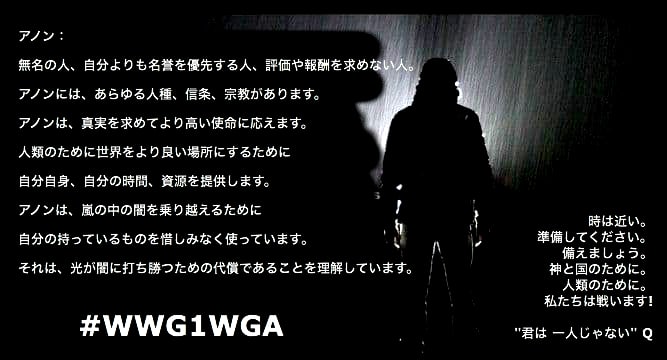 アノン：
無名の人、自分よりも名誉を優先する人、評価や報酬を求めない人。
アノンには、あらゆる人種、信条、宗教があります。
アノンは、真実を求めてより高い使命に応えます。
人類のために世界をより良い場所にするために
自分自身、自分の時間、資源を提供します。
アノンは、嵐の中の闇を乗り越えるために
自分の持っているものを惜しみなく使っています。
それは、光が闇に打ち勝つための代償であることを理解しています。
#WWG1WGA
時は近い。
準備してください。
備えましょう。
神と国のために。
人類のために。
私たちは戦います!
"君は 一人じゃない" Q